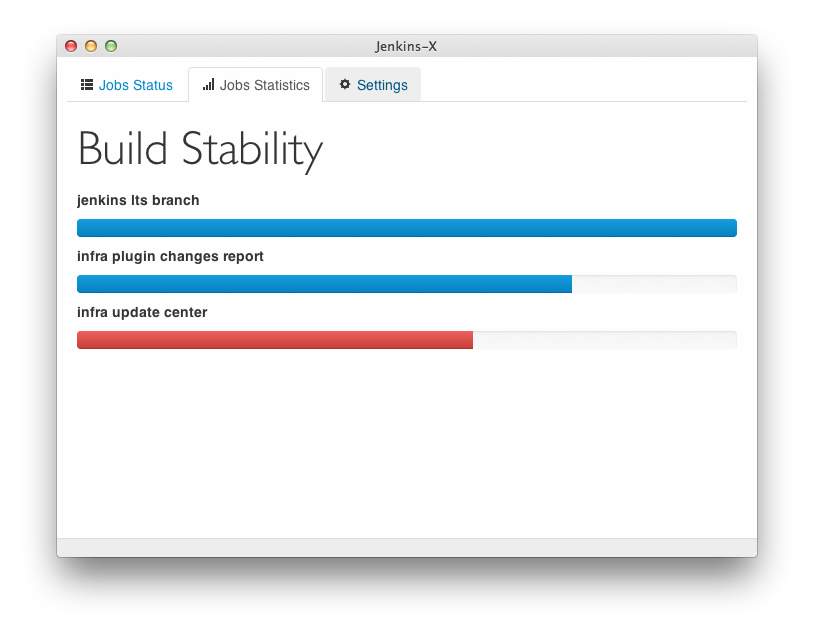 Jenkins-X
Jobs Status
Jobs Statistics
Settings
Build Stability
jenkins lts branch
infra plugin changes report
infra update center